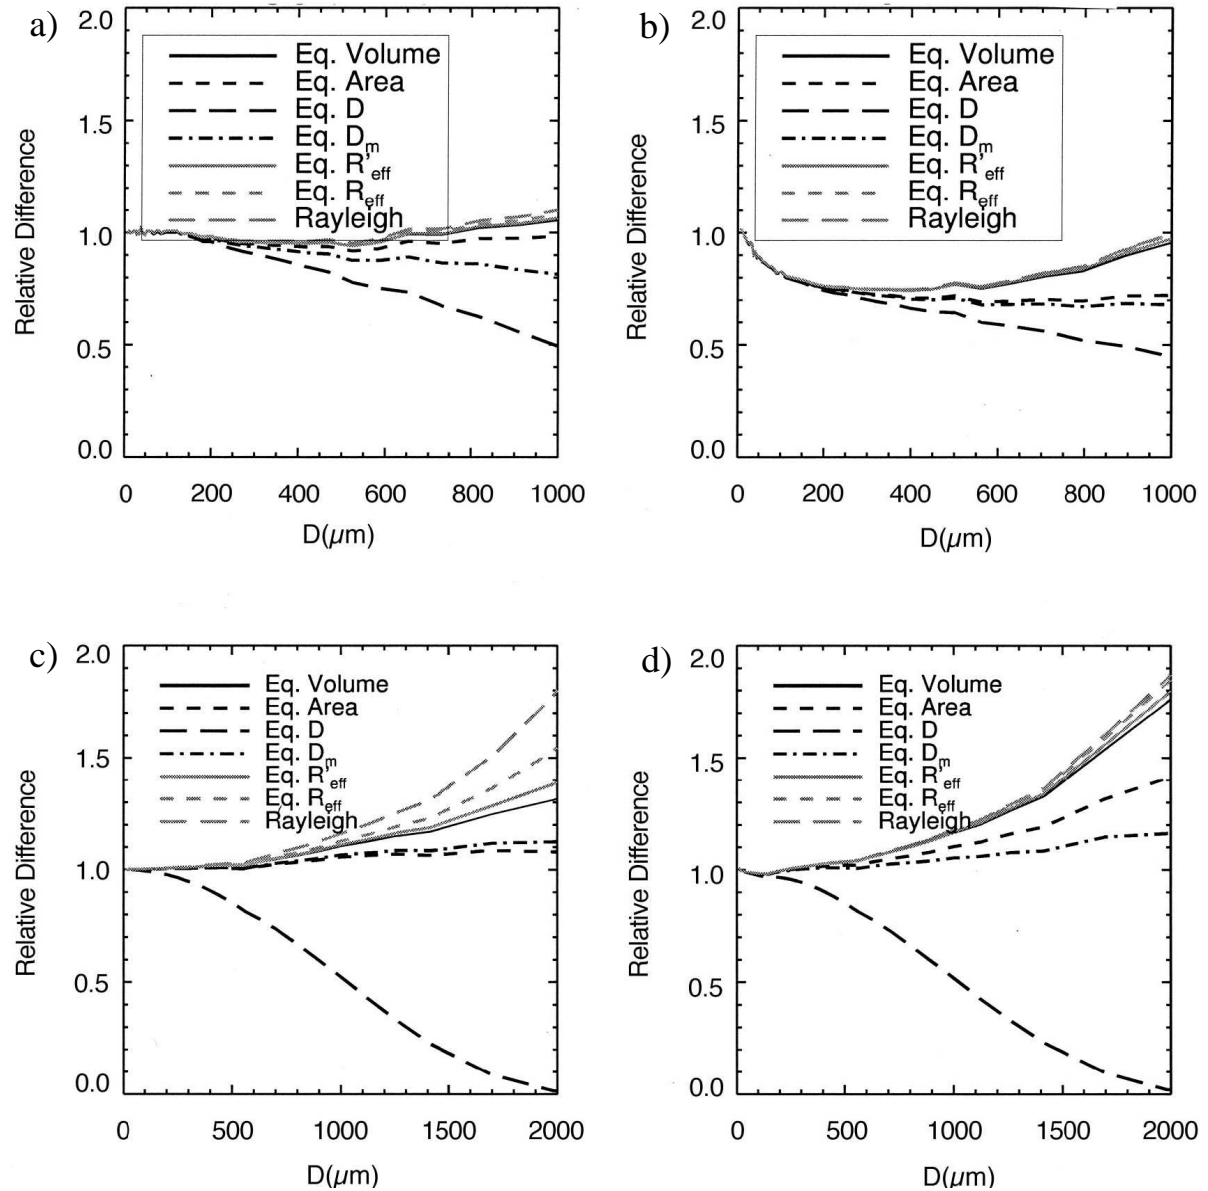 a)
2.0
1.5
1.0
0.5
0.0
Relative Difference
Eq. Volume
Eq. Area
Eq. D
Eq. Dm
Eq. R'eff
Eq. Reff
Rayleigh
0 200 400 600 800 1000
D(µm)
b)
2.0
1.5
1.0
0.5
0.0
Relative Difference
Eq. Volume
Eq. Area
Eq. D
Eq. Dm
Eq. R'eff
Eq. Reff
Rayleigh
0 200 400 600 800 1000
D(µm)
c)
2.0
1.5
1.0
0.5
0.0
Relative Difference
Eq. Volume
Eq. Area
Eq. D
Eq. Dm
Eq. R'eff
Eq. Reff
Rayleigh
0 500 1000 1500 2000
D(µm)
d)
2.0
1.5
1.0
0.5
0.0
Relative Difference
Eq. Volume
Eq. Area
Eq. D
Eq. Dm
Eq. R'eff
Eq. Reff
Rayleigh
0 500 1000 1500 2000
D(µm)